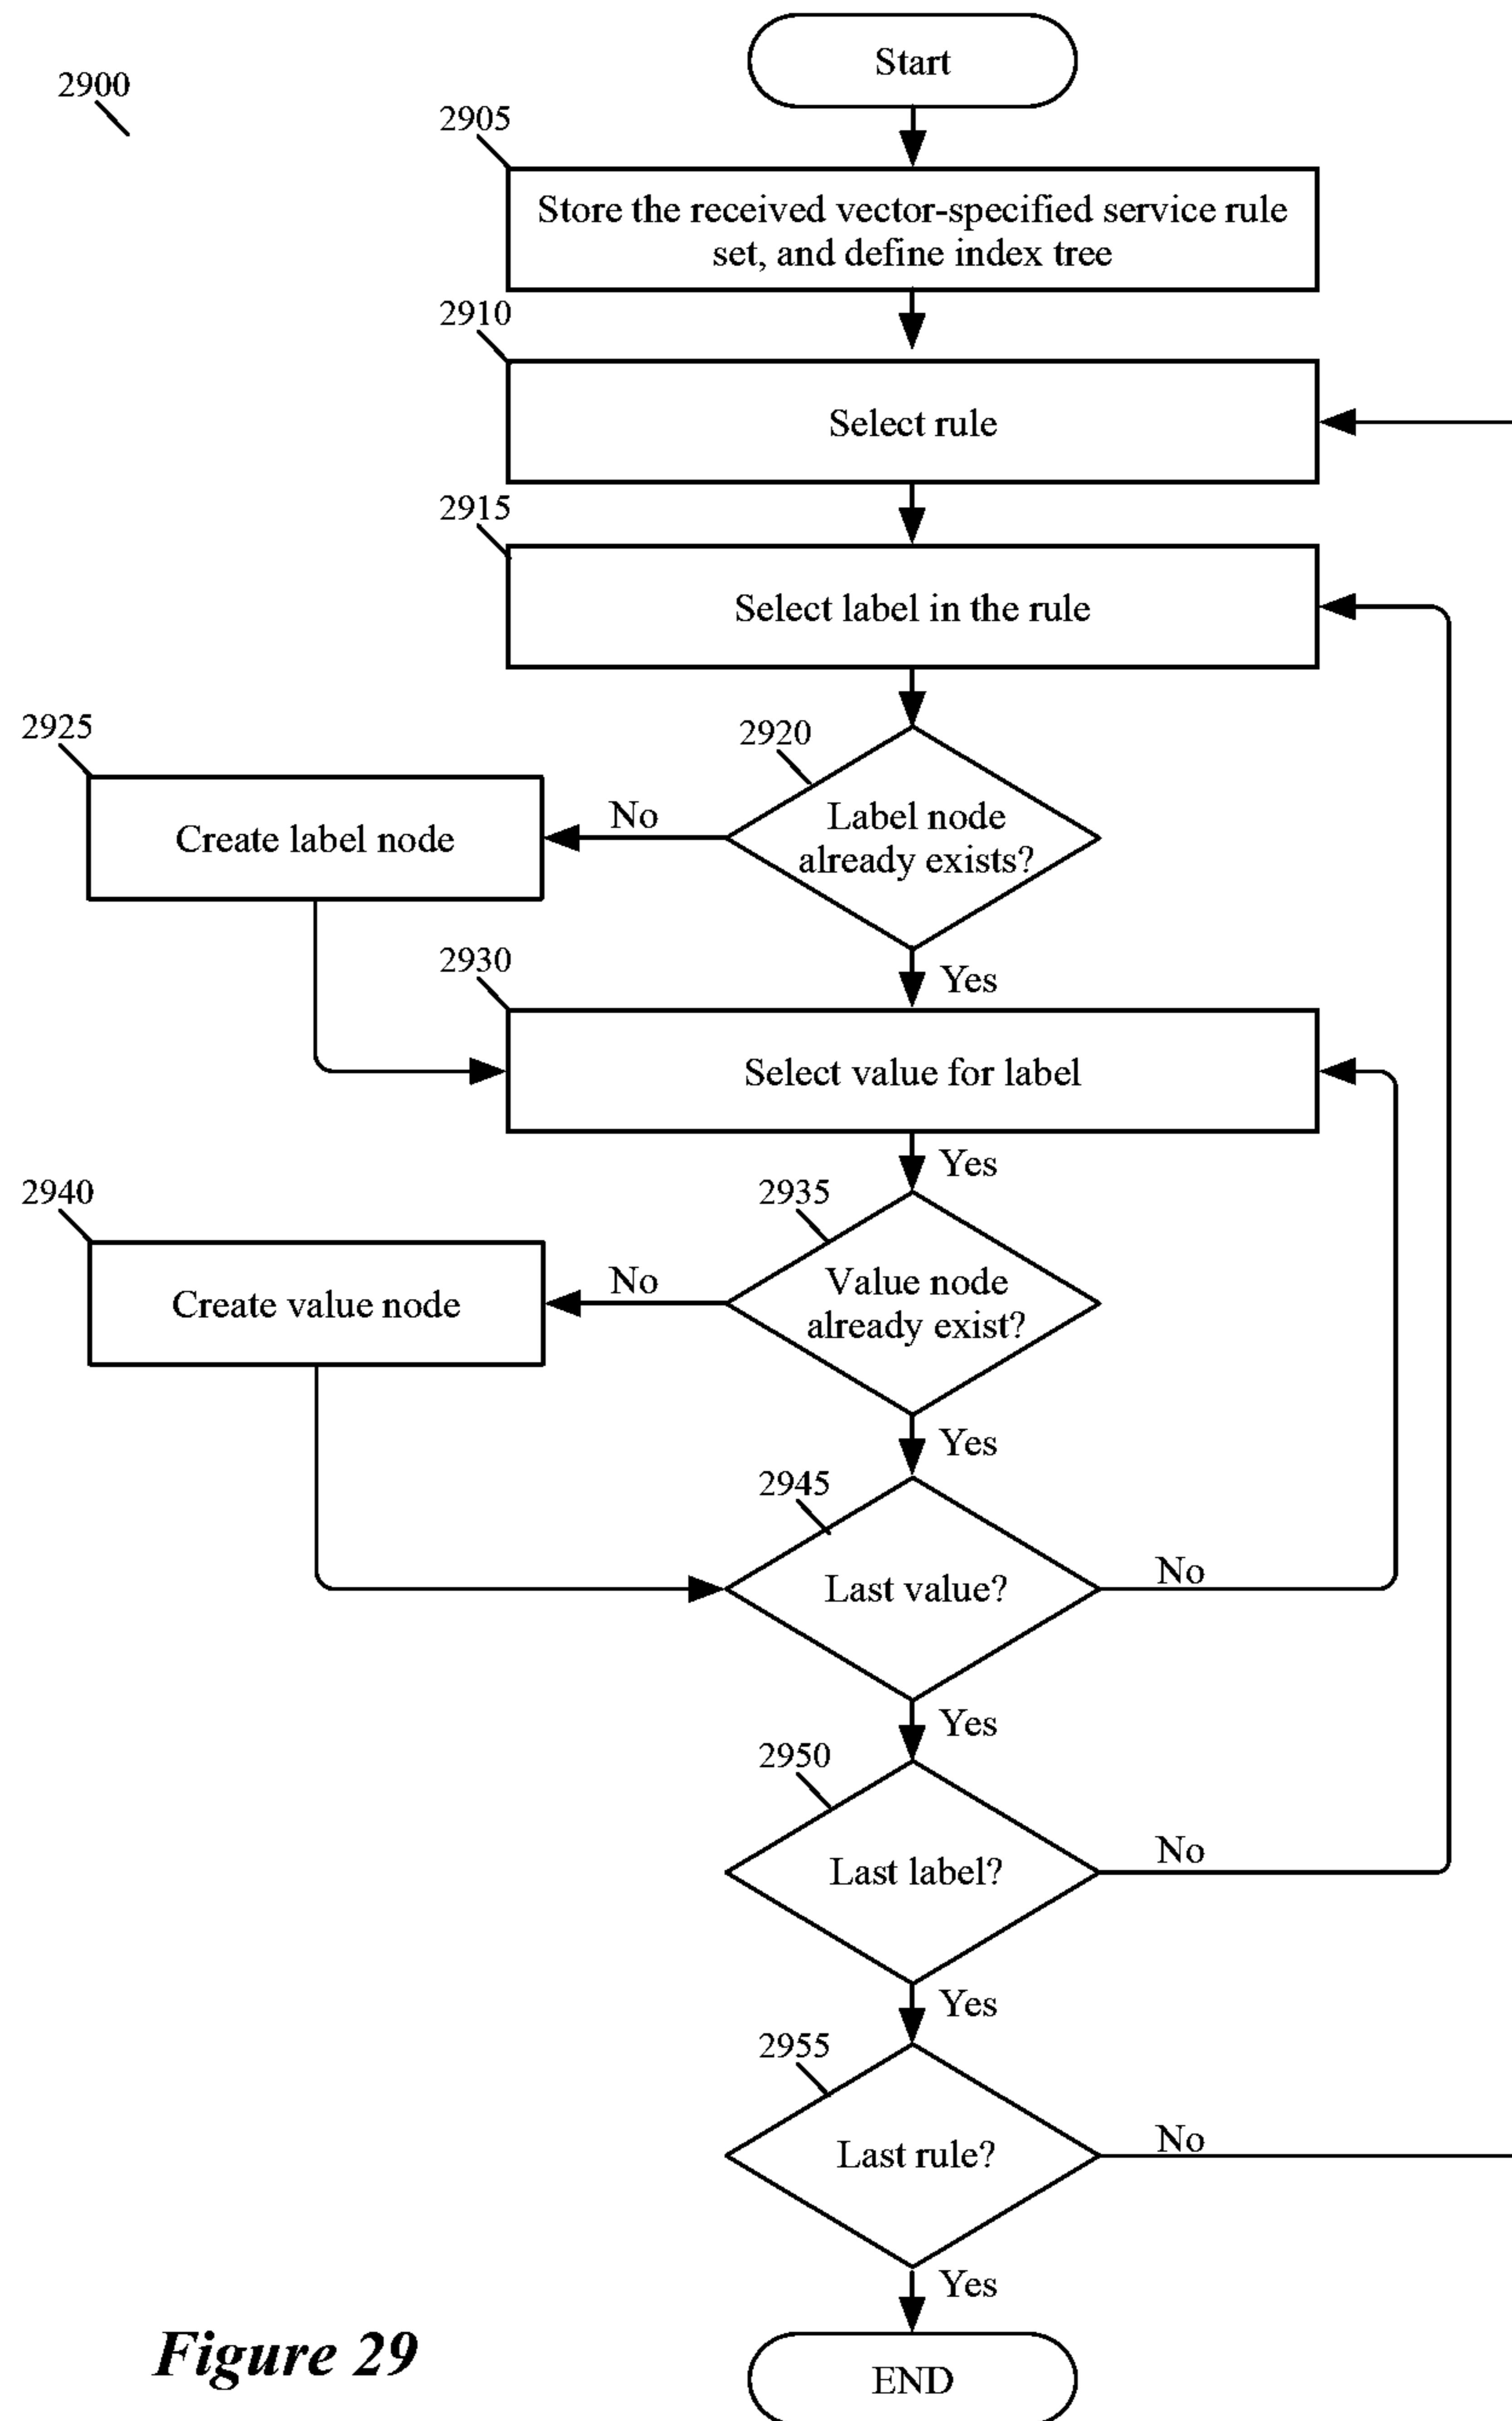 Start
2900
2905
Store the received vector-specified service rule
set, and define index tree
2910
Select rule
2915
Select label in the rule
2925
2920
Create label node
No
Label node
already exists?
2930
Yes
Select value for label
Yes
2940
2935
Create value node
No
Value node
already exist?
Yes
2945
Last value?
No
Yes
2950
Last label?
No
Yes
2955
Last rule?
No
Yes
Figure 29
END